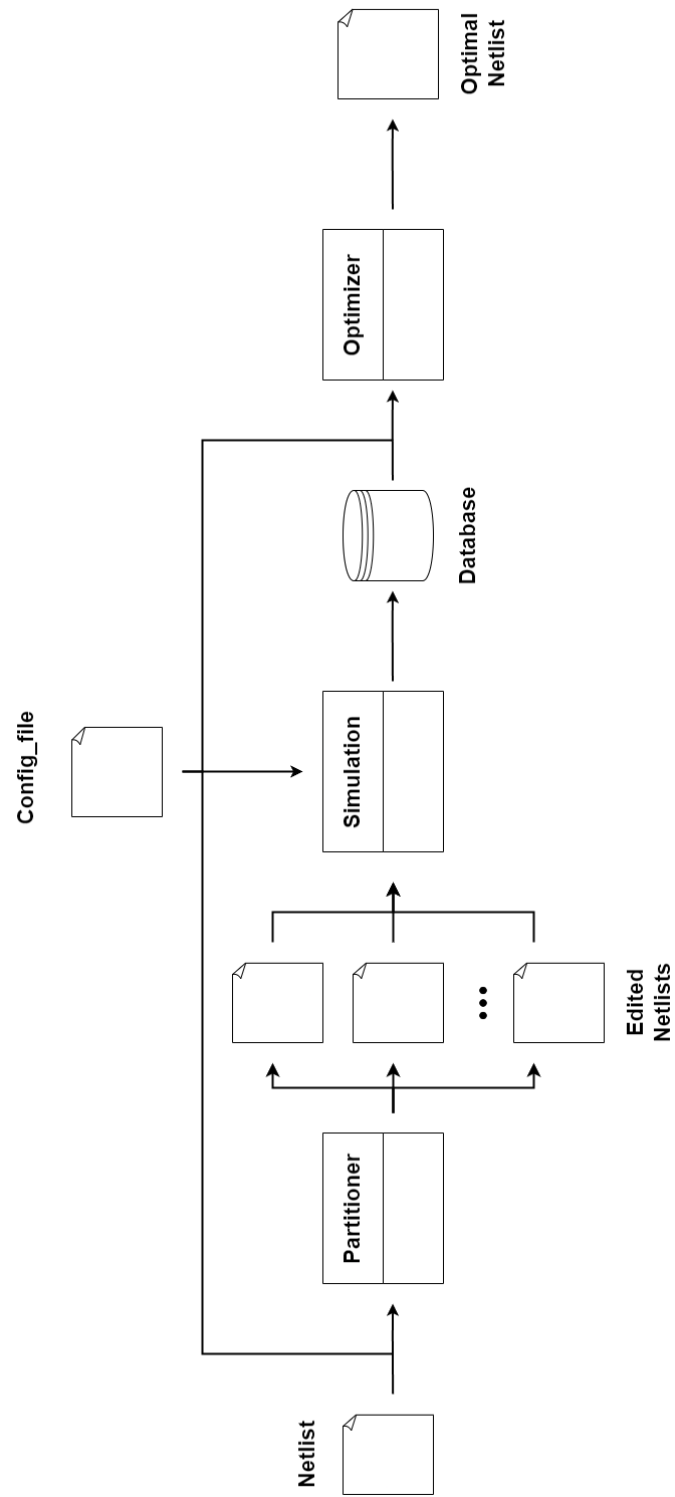 Config_file
Netlist
Partitioner
Edited
Netlists
Simulation
Database
Optimizer
Optimal
Netlist